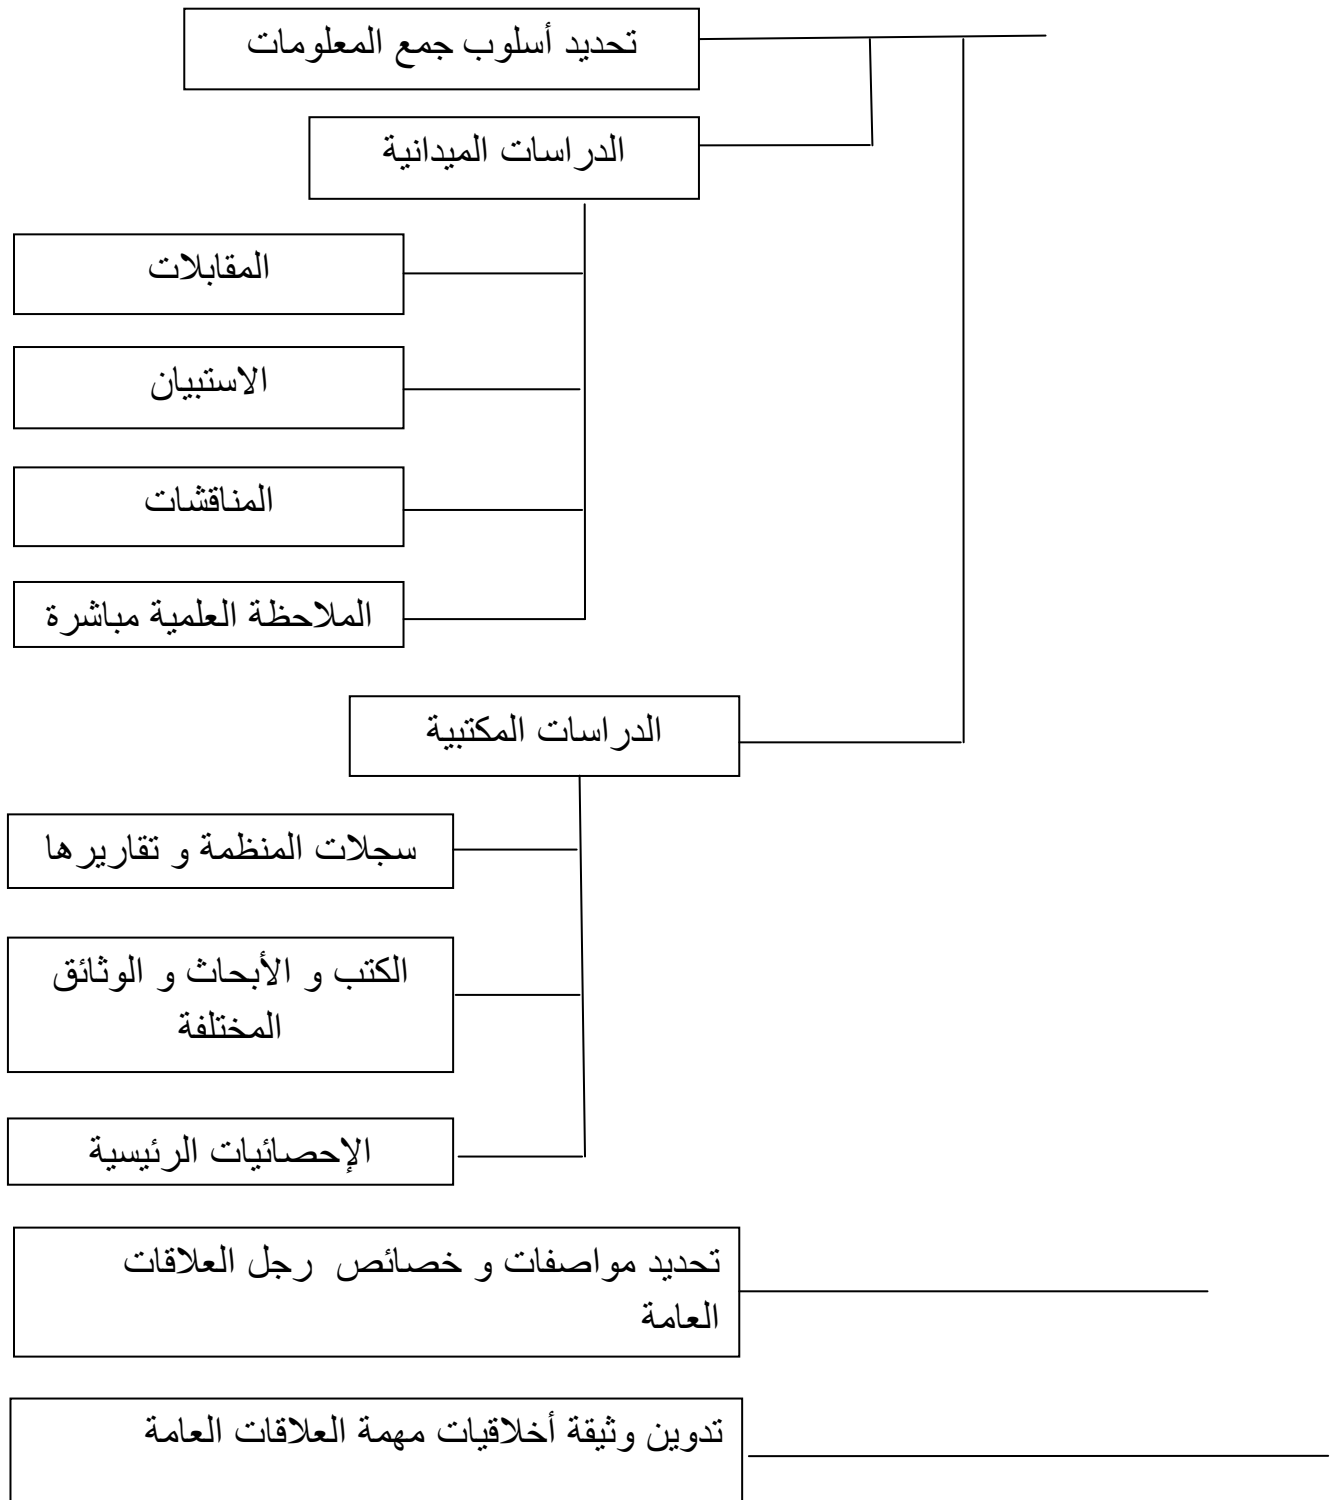 تحديد أسلوب جمع المعلومات
الدراسات الميدانية
المقابلات
الاستبيان
المناقشات
الملاحظة العلمية مباشرة
الدراسات المكتبية
سجلات المنظمة و تقاريرها
الكتب و الأبحاث و الوثائق
المختلفة
الإحصائيات الرئيسية
تحديد مواصفات و خصائص رجل العلاقات
العامة
تدوين وثيقة أخلاقيات مهمة العلاقات العامة